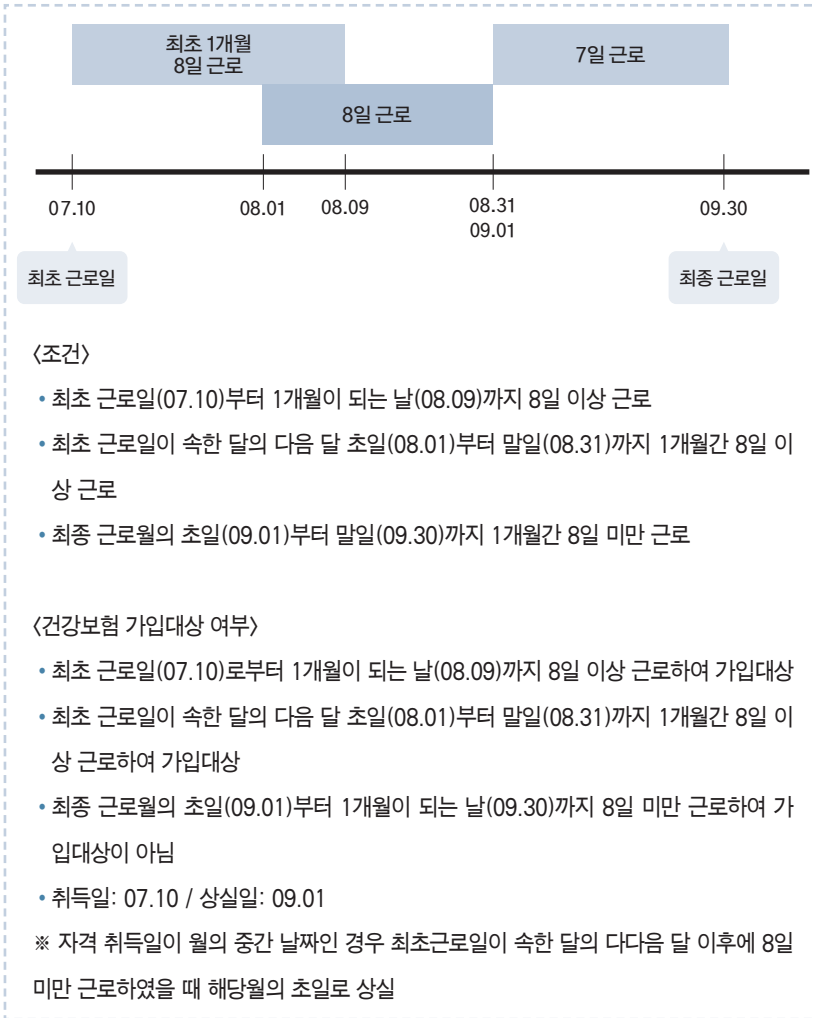 최초 1개월
8일 근로
7일 근로
8일 근로
07.10
08.01
08.09
08.31
09.01
09.30
최초 근로일
최종 근로일
〈조건〉
• 최초 근로일(07.10)부터 1개월이 되는 날(08.09)까지 8일 이상 근로
• 최초 근로일이 속한 달의 다음 달 초일(08.01)부터 말일(08.31)까지 1개월간 8일 이
상 근로
• 최종 근로월의 초일(09.01)부터 말일(09.30)까지 1개월간 8일 미만 근로
〈건강보험 가입대상 여부〉
• 최초 근로일(07.10)로부터 1개월이 되는 날(08.09)까지 8일 이상 근로하여 가입대상
• 최초 근로일이 속한 달의 다음 달 초일(08.01)부터 말일(08.31)까지 1개월간 8일 이
상 근로하여 가입대상
• 최종 근로월의 초일(09.01)부터 1개월이 되는 날(09.30)까지 8일 미만 근로하여 가
입대상이 아님
• 취득일: 07.10 / 상실일: 09.01
※ 자격 취득일이 월의 중간 날짜인 경우 최초근로일이 속한 달의 다다음 달 이후에 8일
미만 근로하였을 때 해당월의 초일로 상실